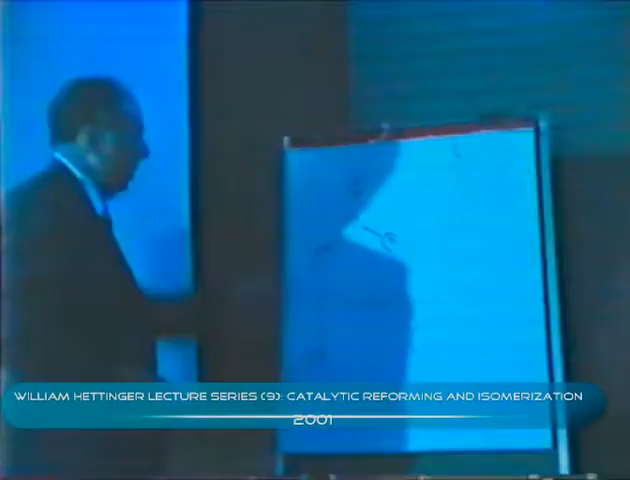 WILLIAM HETTINGER LECTURE SERIES (9): CATALYTIC REFORMING AND ISOMERIZATION
2001